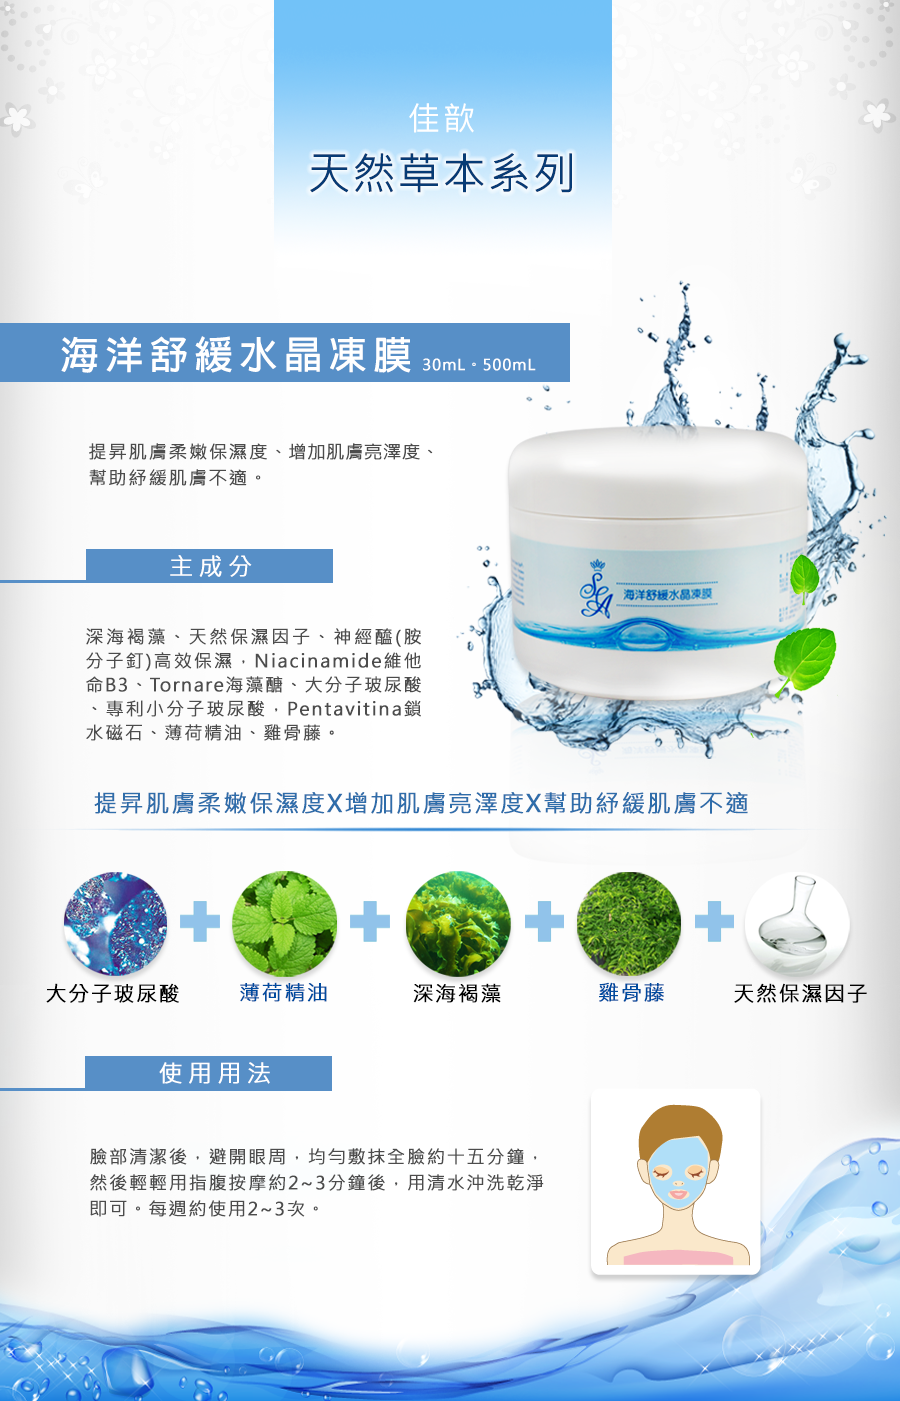 佳歆
天然草本系列
海洋舒緩水晶凍膜 30mL。500mL
提昇肌膚柔嫩保濕度、增加肌膚亮澤度、
幫助紓緩肌膚不適。
SGA
海洋舒緩水晶凍膜
主成分
深海褐藻、天然保濕因子、神經醯(胺
分子釘)高效保濕，Niacinamide維他
命B3、Tornare海藻醣、大分子玻尿酸
、專利小分子玻尿酸，Pentavitina鎖
水磁石、薄荷精油、雞骨藤。
提昇肌膚柔嫩保濕度X增加肌膚亮澤度X幫助紓緩肌膚不適
大分子玻尿酸
薄荷精油
深海褐藻
雞骨藤
天然保濕因子
使用用法
臉部清潔後，避開眼周，均勻敷抹全臉約十五分鐘，
然後輕輕用指腹按摩約2~3分鐘後，用清水沖洗乾淨
即可。每週約使用2~3次。